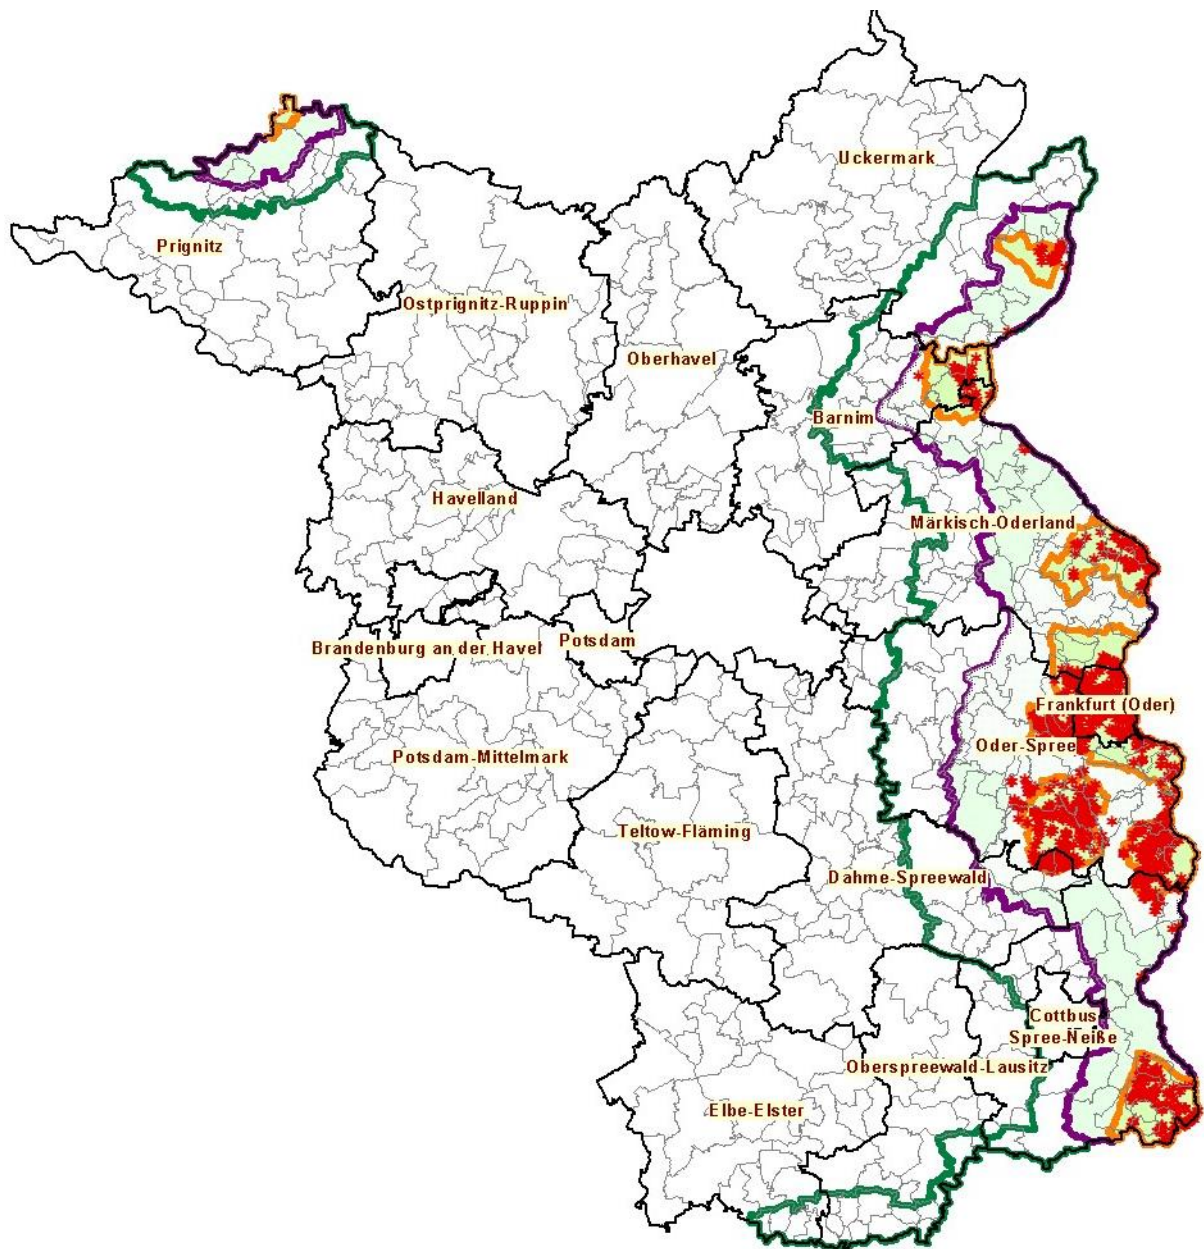 Uckermark
Prignitz
Ostprignitz-Ruppin
Oberhavel
Barnim
Havelland
Märkisch-Oderland
Brandenburg an der Havel
Potsdam
Frankfurt (Oder)
Oder-Spree
Potsdam-Mittelmark
Teltow-Fläming
Dahme-Spreewald
Cottbus
Spree-Neiße
Oberspreewald-Lausitz
Elbe-Elster